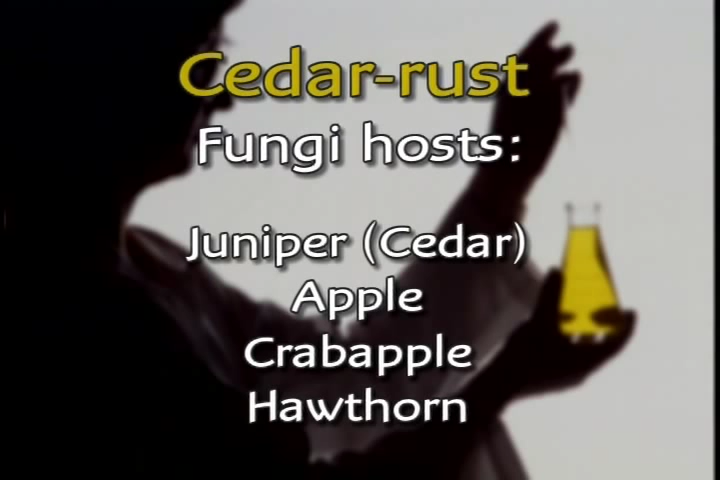 Cedar-rust
Fungi hosts:
Juniper (Cedar)
Apple
Crabapple
Hawthorn